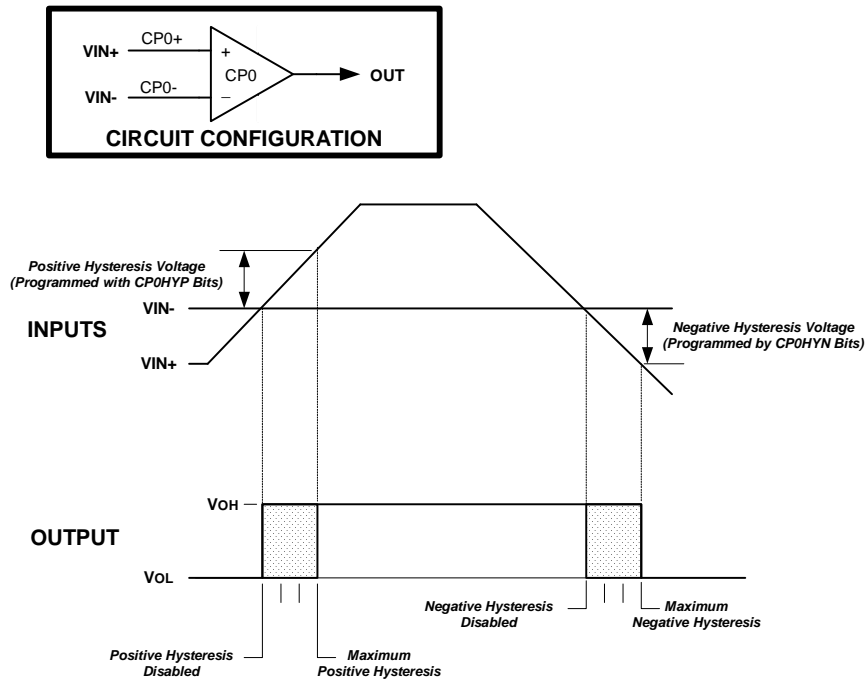 VIN+
CP0+
+
CP0
OUT
VIN-
CP0-
_
CIRCUIT CONFIGURATION
Positive Hysteresis Voltage
(Programmed with CP0HYP Bits)
VIN-
INPUTS
Negative Hysteresis Voltage
(Programmed by CP0HYN Bits)
VIN+
VOH
OUTPUT
VOL
Negative Hysteresis
Disabled
Maximum
Negative Hysteresis
Positive Hysteresis
Disabled
Maximum
Positive Hysteresis